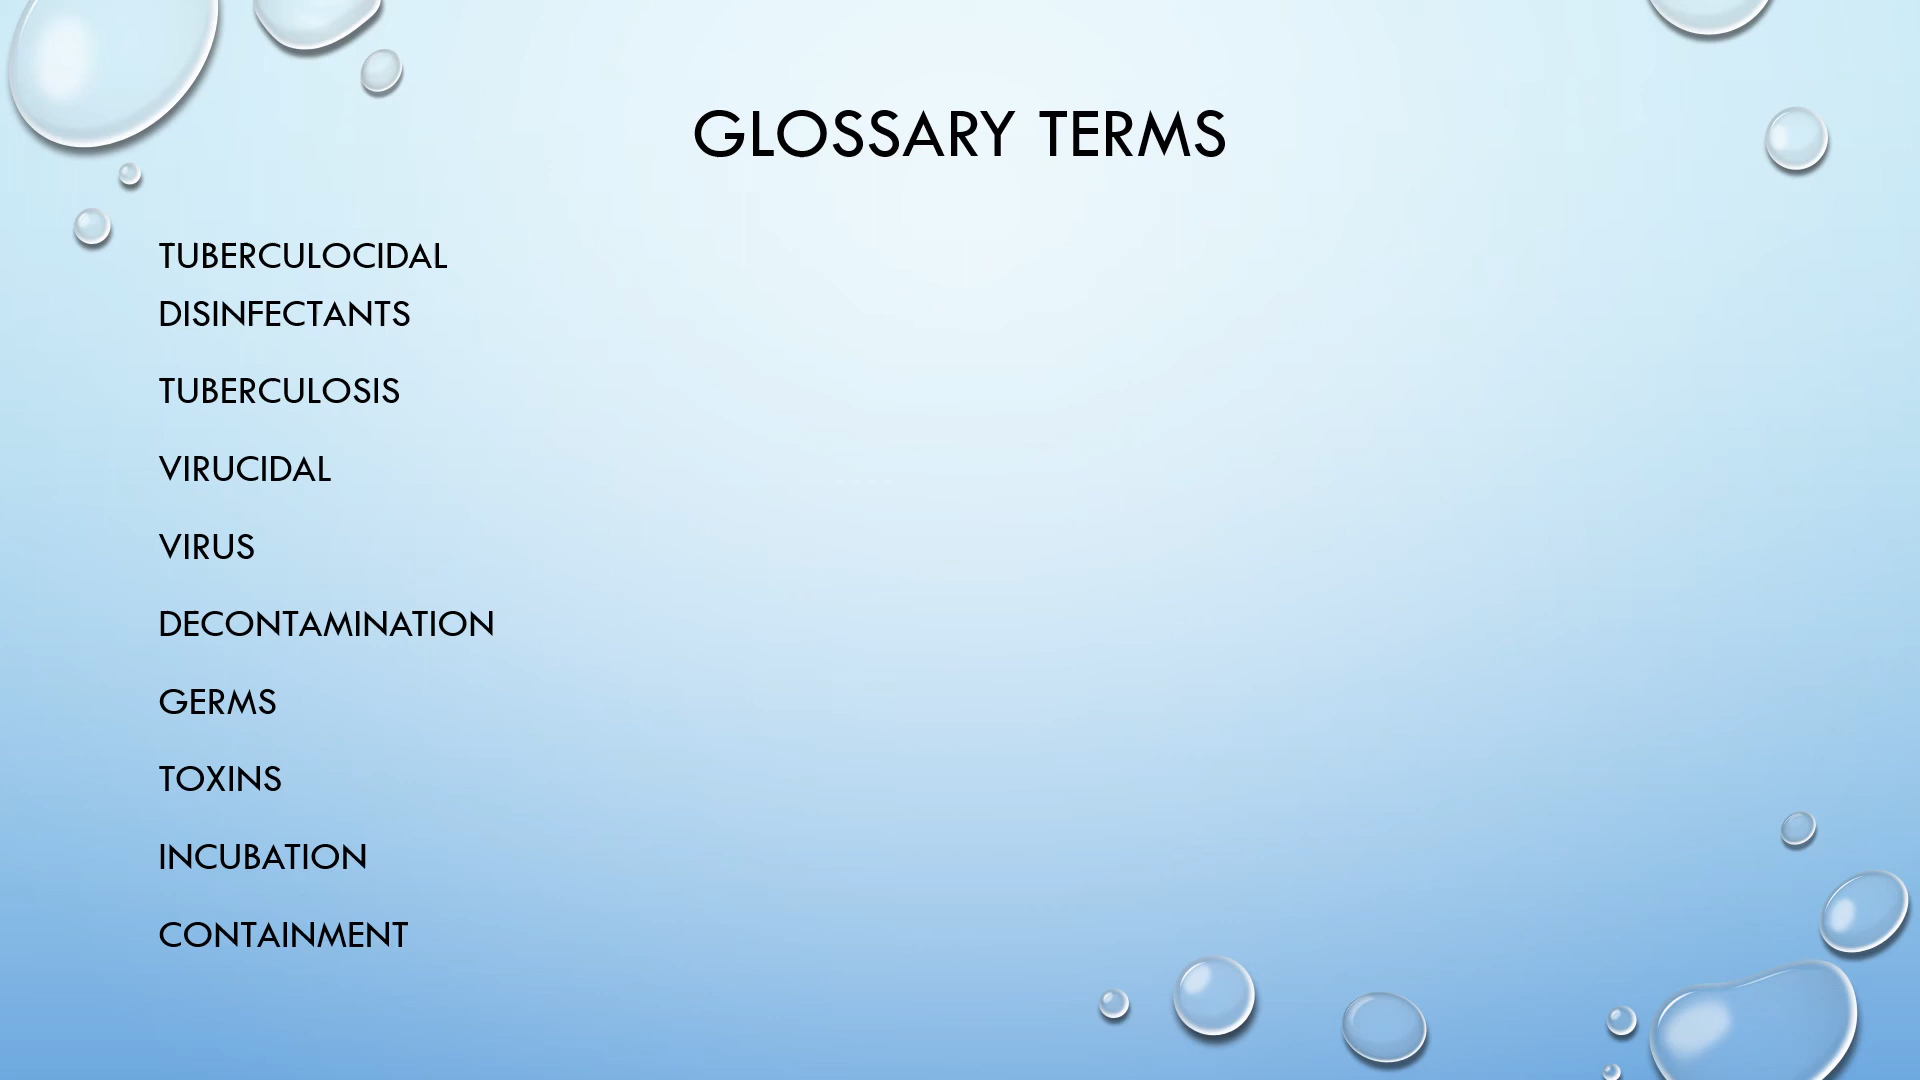 GLOSSARY TERMS
TUBERCULOCIDAL
DISINFECTANTS
TUBERCULOSIS
VIRUCIDAL
VIRUS
DECONTAMINATION
GERMS
TOXINS
INCUBATION
CONTAINMENT